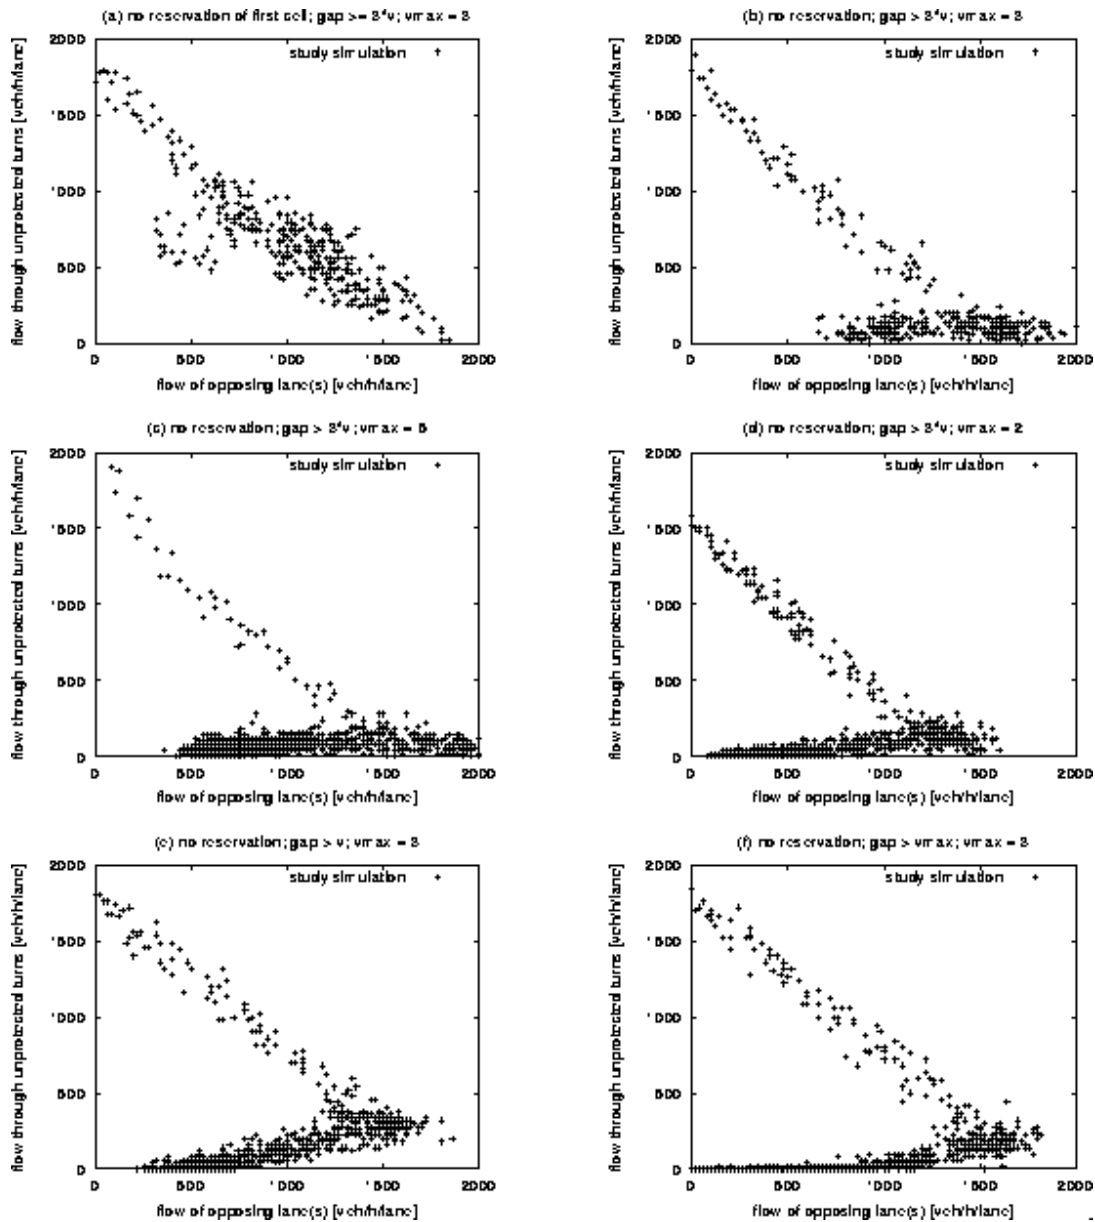 (a) no reservation of first cell; gap >= 3*v; vmax = 3
2000
1500
1000
500
0
0 500 1000 1500 2000
study simulation
flow through unprotected turns [veh/h/lane]
flow of opposing lane(s) [veh/h/lane]
(b) no reservation; gap > 3*v; vmax = 3
2000
1500
1000
500
0
0 500 1000 1500 2000
study simulation
flow through unprotected turns [veh/h/lane]
flow of opposing lane(s) [veh/h/lane]
(c) no reservation; gap > 3*v; vmax = 5
2000
1500
1000
500
0
0 500 1000 1500 2000
study simulation
flow through unprotected turns [veh/h/lane]
flow of opposing lane(s) [veh/h/lane]
(d) no reservation; gap > 3*v; vmax = 2
2000
1500
1000
500
0
0 500 1000 1500 2000
study simulation
flow through unprotected turns [veh/h/lane]
flow of opposing lane(s) [veh/h/lane]
(e) no reservation; gap > v; vmax = 3
2000
1500
1000
500
0
0 500 1000 1500 2000
study simulation
flow through unprotected turns [veh/h/lane]
flow of opposing lane(s) [veh/h/lane]
(f) no reservation; gap > vmax; vmax = 3
2000
1500
1000
500
0
0 500 1000 1500 2000
study simulation
flow through unprotected turns [veh/h/lane]
flow of opposing lane(s) [veh/h/lane]